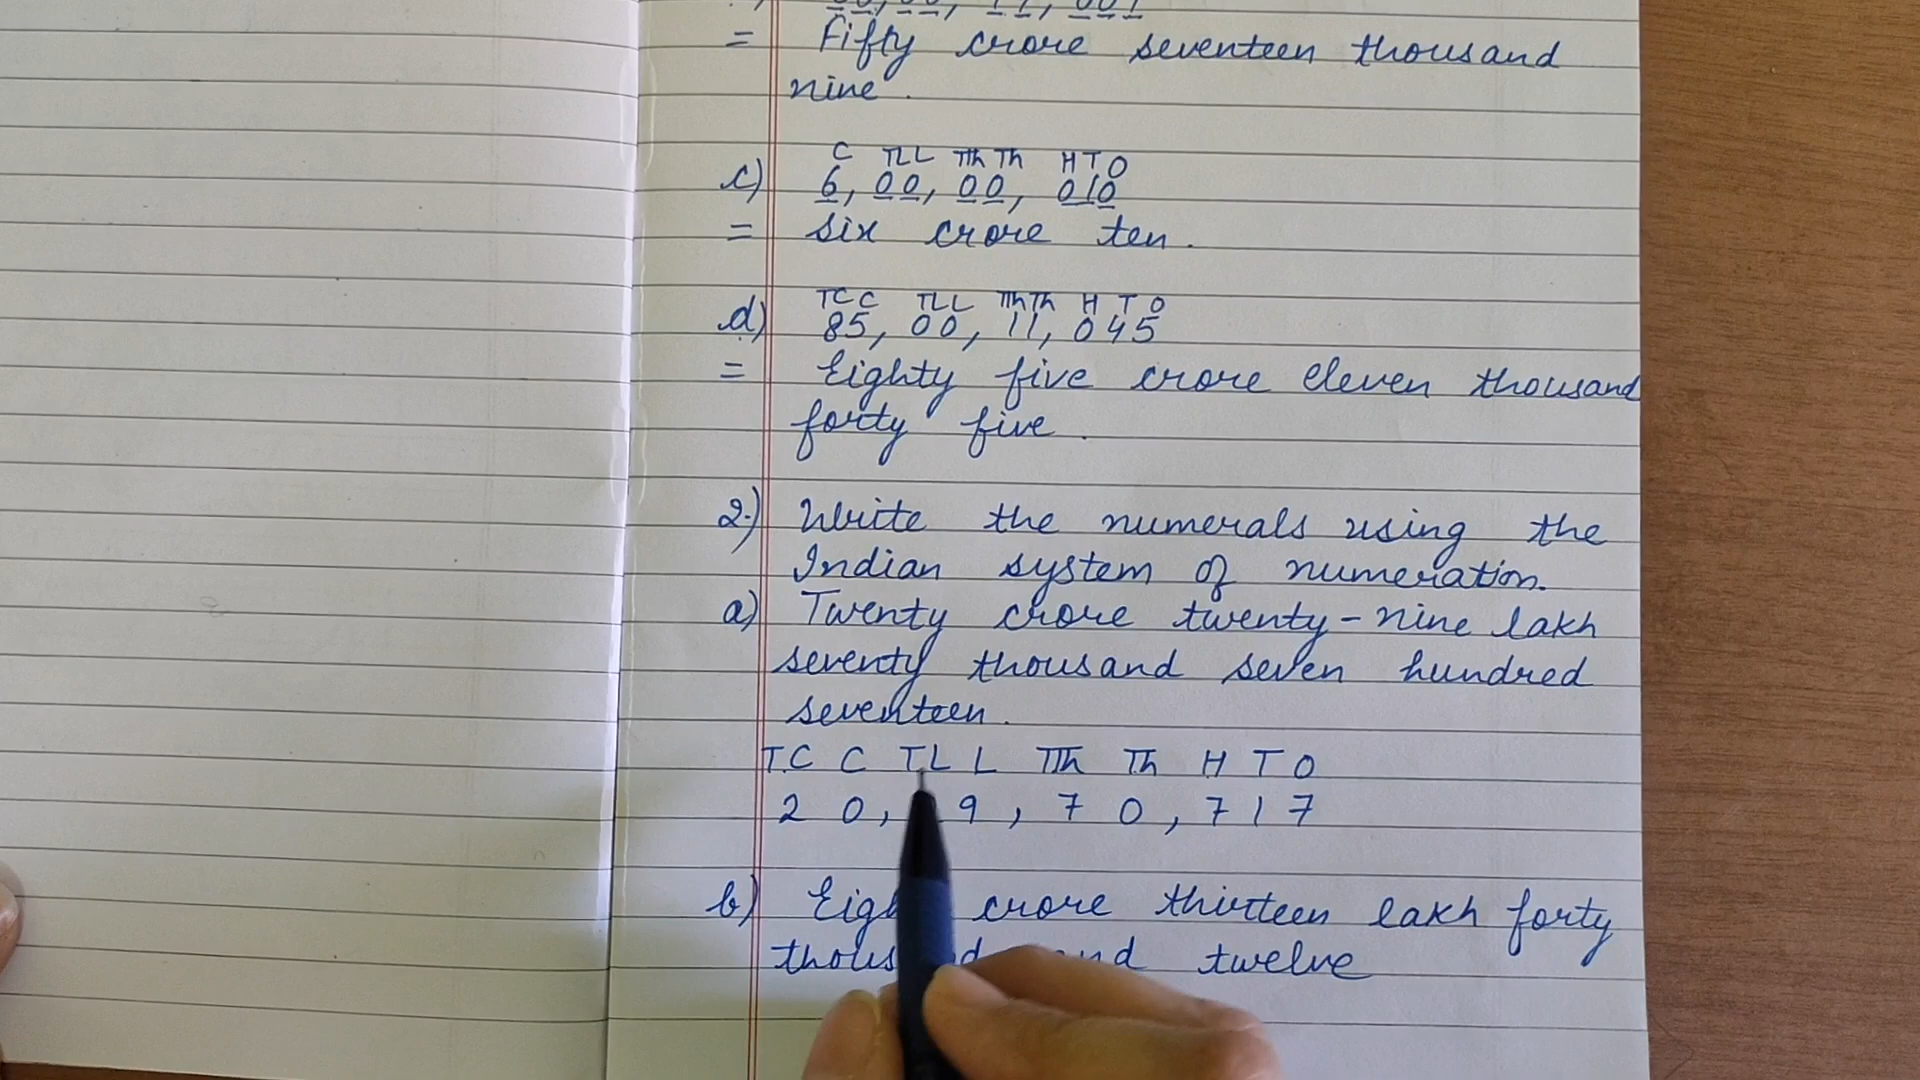 = Fifty crore seventeen thousand
nine.
C TL L TTh Th H T O
c) 6, 00, 00, 010
= Six crore ten.
TC C TL L TTh Th H T O
d) 85, 00, 11, 045
= Eighty five crore eleven thousand
forty five.
2.) Write the numerals using the
Indian system of numeration.
a) Twenty crore twenty-nine lakh
seventy thousand seven hundred
seventeen.
T.C C TL L TTh Th H T O
2 0, 9, 7 0, 7 1 7
b) crore thirteen lakh forty
twelve